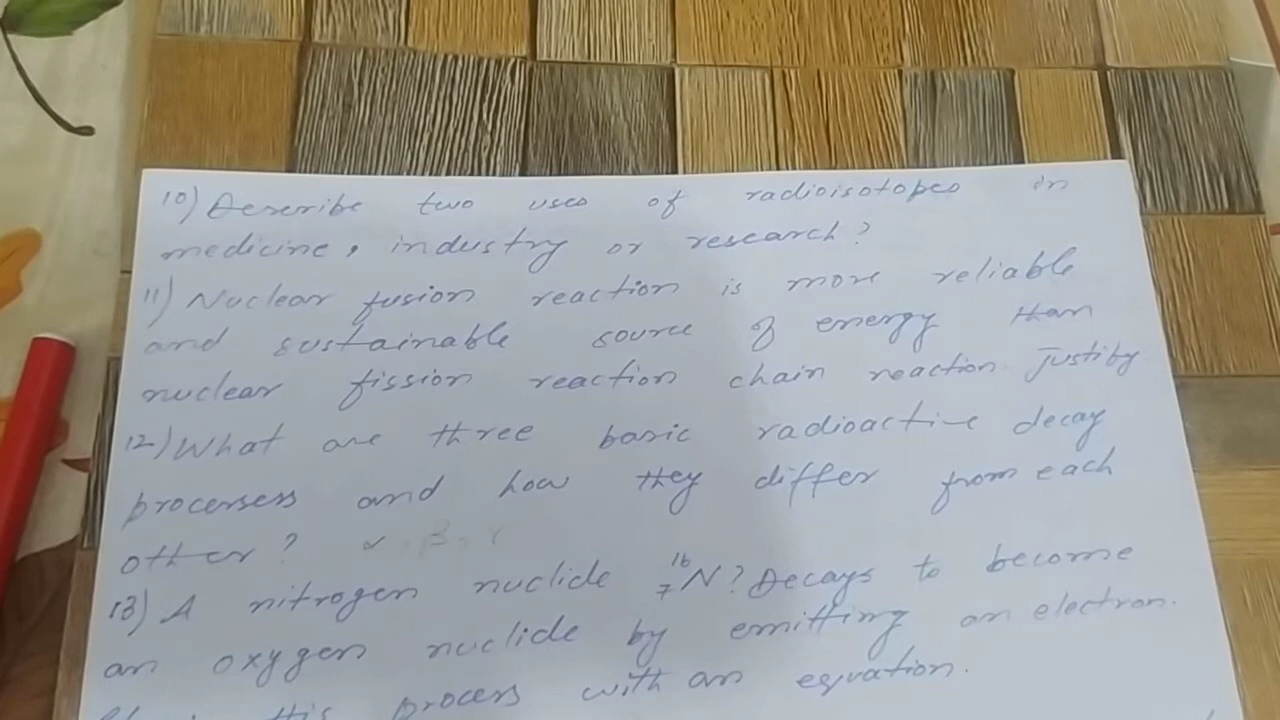 10) Describe two uses of radioisotopes in
medicine, industry or research?
11) Nuclear fusion reaction is more reliable
and sustainable source of energy than
nuclear fission reaction chain reaction. Justiby
12) What are three basic radioactive decay
processess and how they differ from each
other? α, β, γ
13) A nitrogen nuclide ¹⁶₇N? Decays to become
an oxygen nuclide by emitting an electron.
this process with an equation.